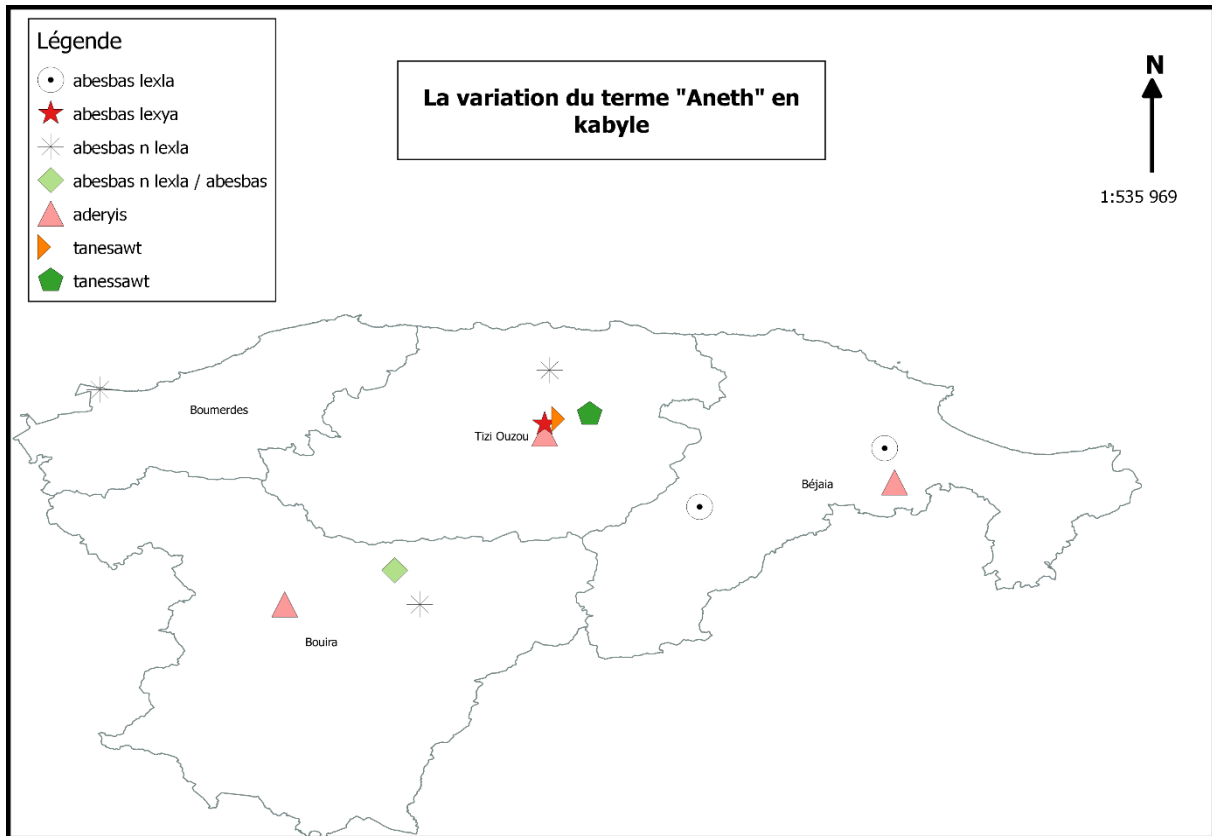 Légende
abesbas lexla
abesbas lexya
abesbas n lexla
abesbas n lexla / abesbas
aderyis
tanesawt
tanessawt
La variation du terme "Aneth" en
kabyle
N
1:535 969
Boumerdes
Tizi Ouzou
Béjaia
Bouira